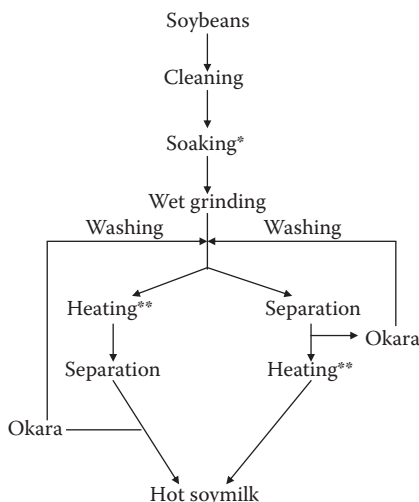 Soybeans
Cleaning
Soaking*
Wet grinding
Washing
Washing
Heating**
Separation
Okara
Separation
Heating**
Okara
Hot soymilk